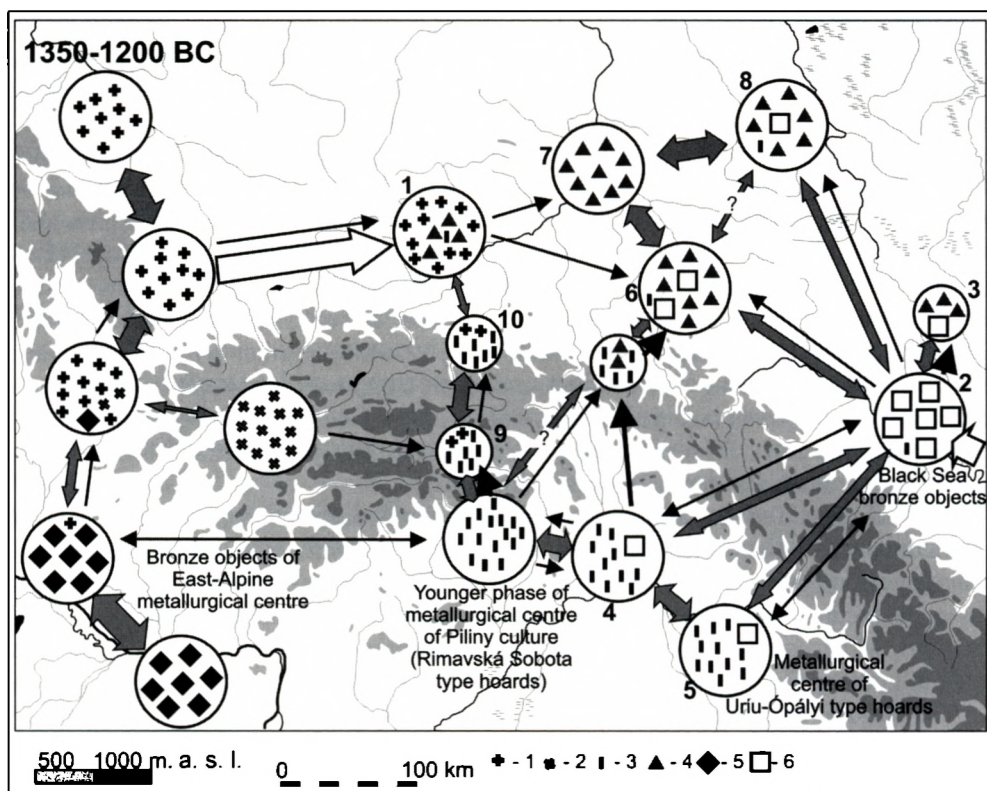 1350-1200 BC
8
7
1
3
6
10
2
9
?
?
Black Sea
bronze objects
Bronze objects of
East-Alpine
metallurgical centre
Younger phase of
metallurgical centre
of Piliny culture
(Rimavská Sobota
type hoards)
4
5
Metallurgical
centre of
Uriu-Ópályi type hoards
500 1000 m. a. s. l.
0 100 km
- 1 - 2 - 3 - 4 - 5 - 6